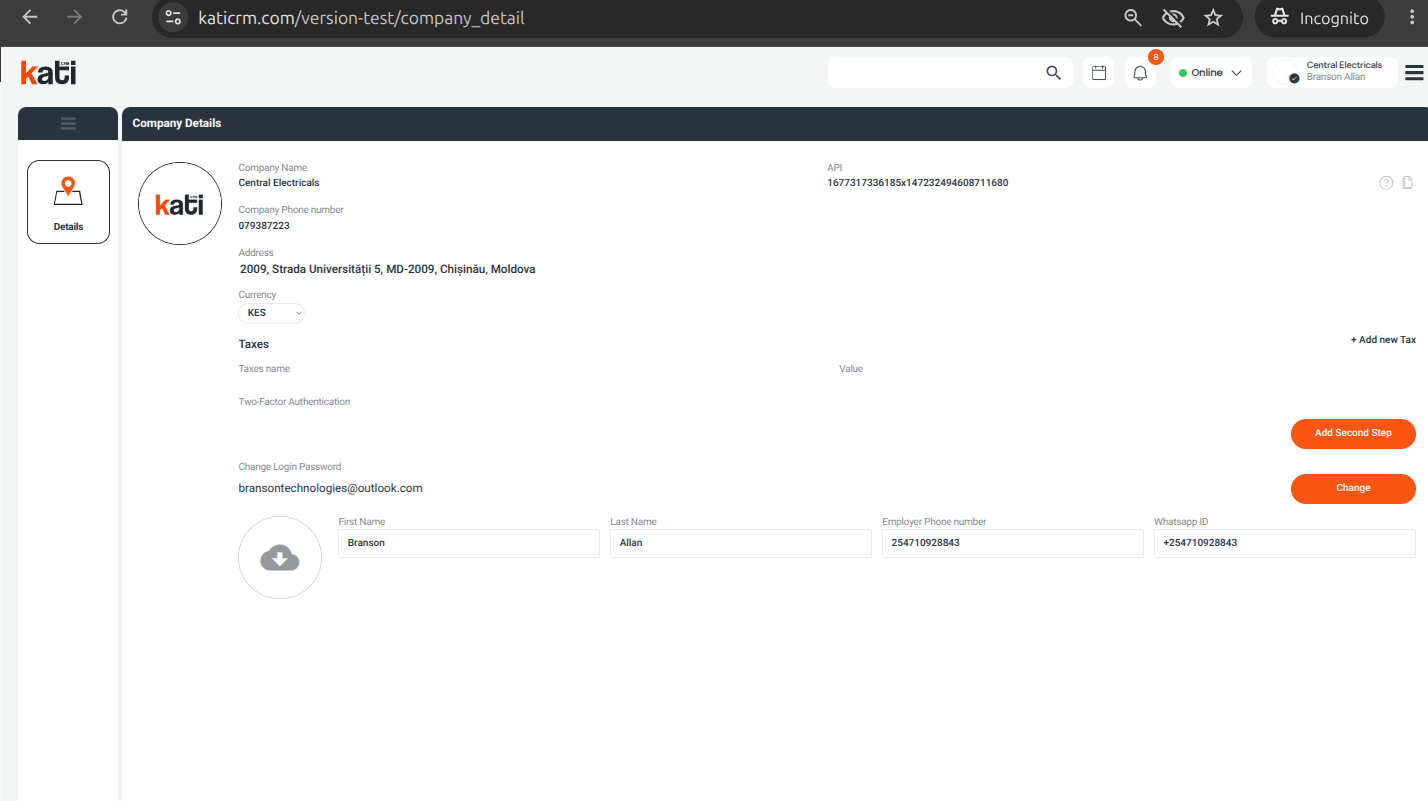 katicrm.com/version-test/company_detail
Incognito
kati
CRM
8
Online
Central Electricals
Branson Allan
Company Details
Details
kati
Company Name
Central Electricals
API
1677317336185x147232494608711680
Company Phone number
079387223
Address
2009, Strada Universității 5, MD-2009, Chișinău, Moldova
Currency
KES
Taxes
+ Add new Tax
Taxes name
Value
Two-Factor Authentication
Add Second Step
Change Login Password
bransontechnologies@outlook.com
Change
First Name
Last Name
Employer Phone number
Whatsapp ID
Branson
Allan
254710928843
+254710928843